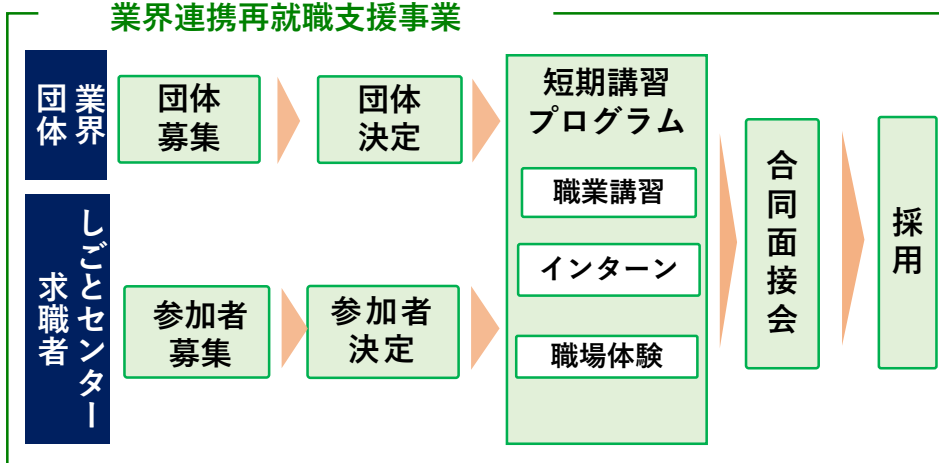 業界連携再就職支援事業
業界
団体
団体
募集
団体
決定
しごとセンター
求職者
参加者
募集
参加者
決定
短期講習
プログラム
職業講習
インターン
職場体験
合同面接会
採用